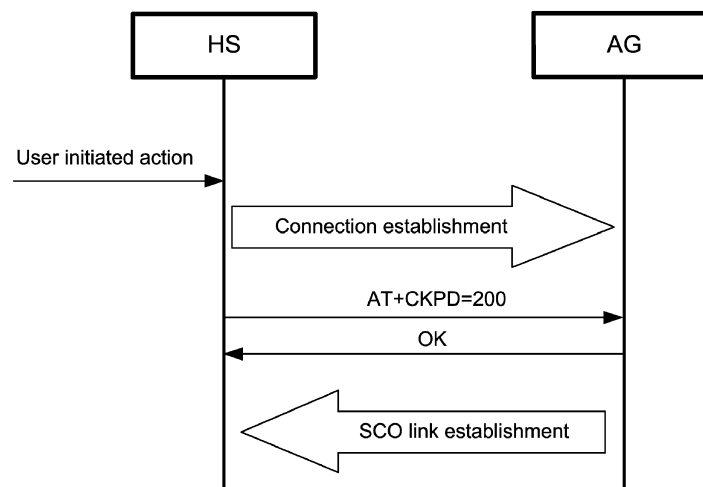 HS
AG
User initiated action
Connection establishment
AT+CKPD=200
OK
SCO link establishment